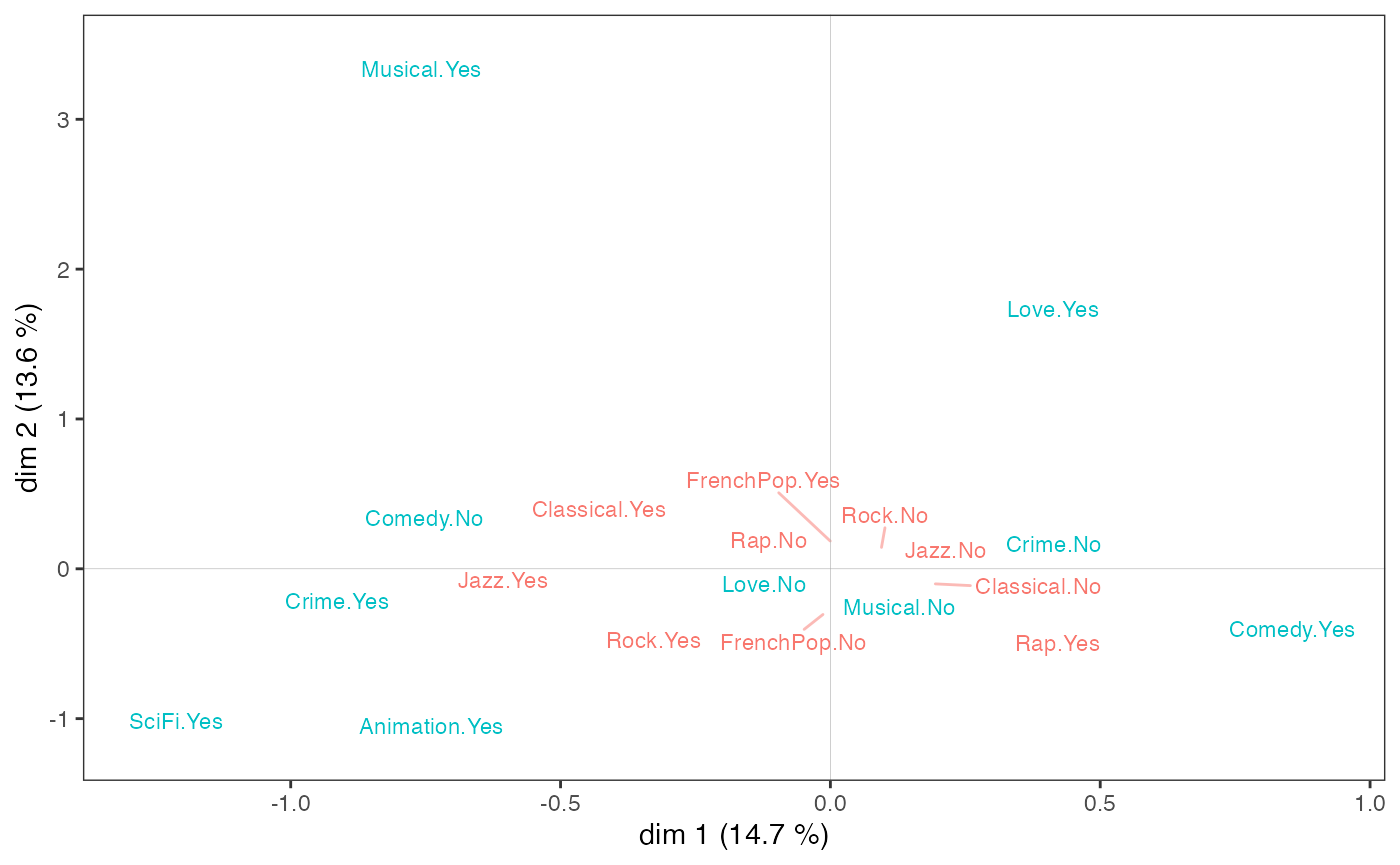 Musical.Yes
3
2
Love.Yes
1
FrenchPop.Yes
Classical.Yes
Rock.No
Comedy.No
Rap.No
Crime.No
Jazz.No
0
Jazz.Yes
Love.No
Classical.No
Crime.Yes
Musical.No
Comedy.Yes
Rock.Yes
FrenchPop.No
Rap.Yes
-1
SciFi.Yes
Animation.Yes
-1.0
-0.5
0.0
0.5
1.0
dim 1 (14.7 %)
dim 2 (13.6 %)